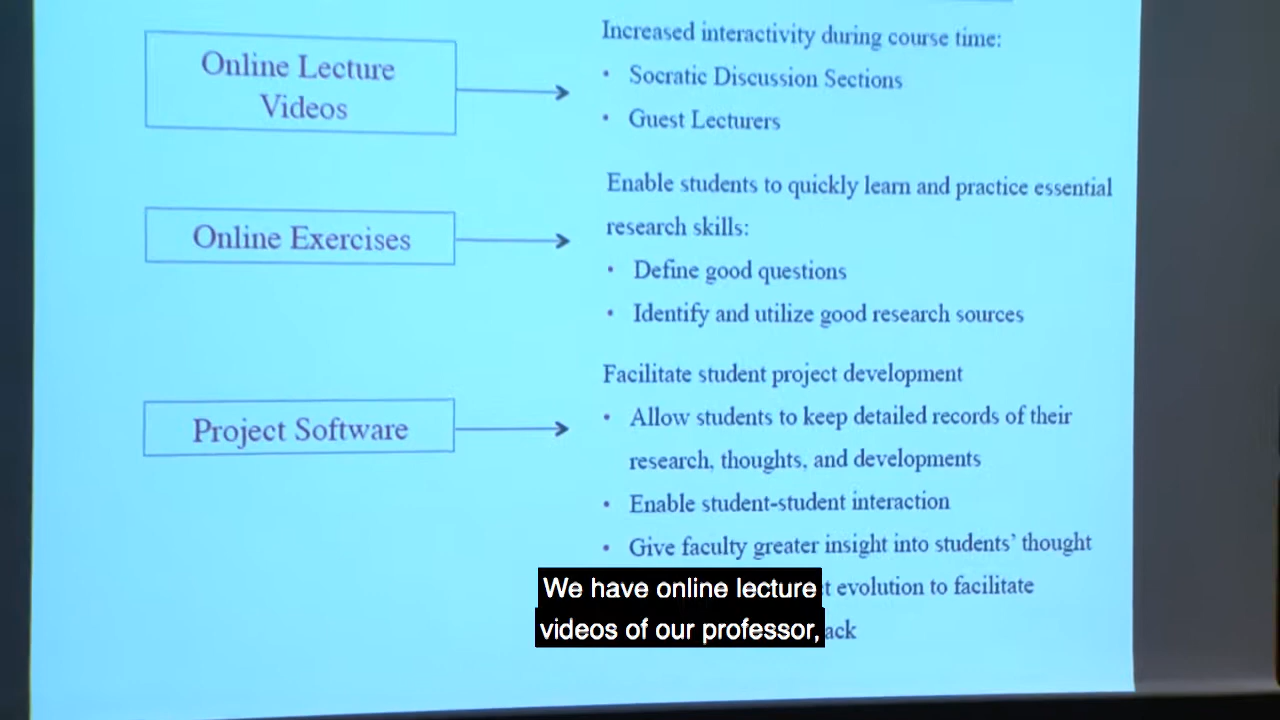 Online Lecture
Videos
Increased interactivity during course time:
• Socratic Discussion Sections
• Guest Lecturers
Online Exercises
Enable students to quickly learn and practice essential
research skills:
• Define good questions
• Identify and utilize good research sources
Project Software
Facilitate student project development
• Allow students to keep detailed records of their
research, thoughts, and developments
• Enable student-student interaction
• Give faculty greater insight into students' thought
evolution to facilitate
We have online lecture
videos of our professor,